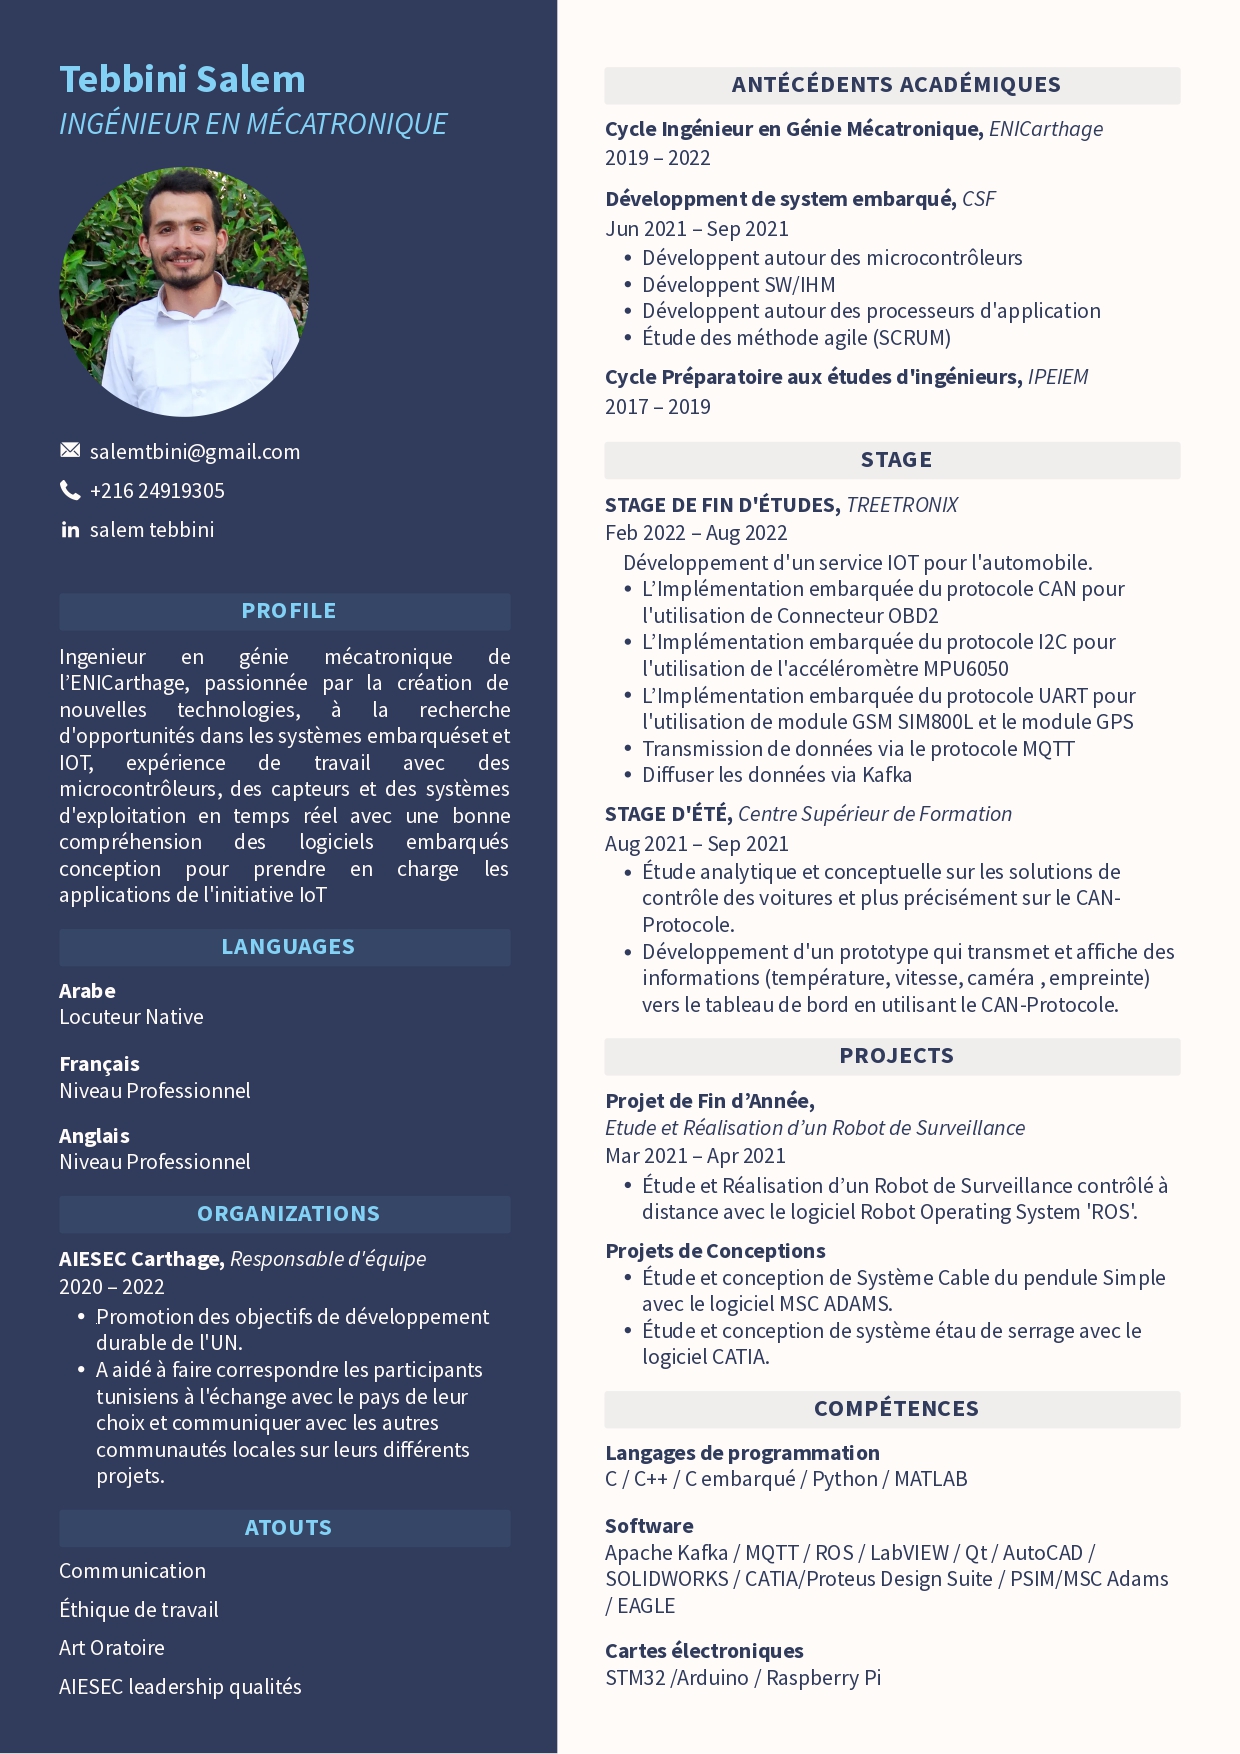 Tebbini Salem
INGÉNIEUR EN MÉCATRONIQUE
salemtbini@gmail.com
+216 24919305
salem tebbini
PROFILE
Ingenieur en génie mécatronique de
l’ENICarthage, passionnée par la création de
nouvelles technologies, à la recherche
d'opportunités dans les systèmes embarquéset et
IOT, expérience de travail avec des
microcontrôleurs, des capteurs et des systèmes
d'exploitation en temps réel avec une bonne
compréhension des logiciels embarqués
conception pour prendre en charge les
applications de l'initiative IoT
LANGUAGES
Arabe
Locuteur Native
Français
Niveau Professionnel
Anglais
Niveau Professionnel
ORGANIZATIONS
AIESEC Carthage, Responsable d'équipe
2020 – 2022
• Promotion des objectifs de développement
durable de l'UN.
• A aidé à faire correspondre les participants
tunisiens à l'échange avec le pays de leur
choix et communiquer avec les autres
communautés locales sur leurs différents
projets.
ATOUTS
Communication
Éthique de travail
Art Oratoire
AIESEC leadership qualités
ANTÉCÉDENTS ACADÉMIQUES
Cycle Ingénieur en Génie Mécatronique, ENICarthage
2019 – 2022
Développment de system embarqué, CSF
Jun 2021 – Sep 2021
• Développent autour des microcontrôleurs
• Développent SW/IHM
• Développent autour des processeurs d'application
• Étude des méthode agile (SCRUM)
Cycle Préparatoire aux études d'ingénieurs, IPEIEM
2017 – 2019
STAGE
STAGE DE FIN D'ÉTUDES, TREETRONIX
Feb 2022 – Aug 2022
Développement d'un service IOT pour l'automobile.
• L’Implémentation embarquée du protocole CAN pour
l'utilisation de Connecteur OBD2
• L’Implémentation embarquée du protocole I2C pour
l'utilisation de l'accéléromètre MPU6050
• L’Implémentation embarquée du protocole UART pour
l'utilisation de module GSM SIM800L et le module GPS
• Transmission de données via le protocole MQTT
• Diffuser les données via Kafka
STAGE D'ÉTÉ, Centre Supérieur de Formation
Aug 2021 – Sep 2021
• Étude analytique et conceptuelle sur les solutions de
contrôle des voitures et plus précisément sur le CAN-
Protocole.
• Développement d'un prototype qui transmet et affiche des
informations (température, vitesse, caméra , empreinte)
vers le tableau de bord en utilisant le CAN-Protocole.
PROJECTS
Projet de Fin d’Année,
Etude et Réalisation d’un Robot de Surveillance
Mar 2021 – Apr 2021
• Étude et Réalisation d’un Robot de Surveillance contrôlé à
distance avec le logiciel Robot Operating System 'ROS'.
Projets de Conceptions
• Étude et conception de Système Cable du pendule Simple
avec le logiciel MSC ADAMS.
• Étude et conception de système étau de serrage avec le
logiciel CATIA.
COMPÉTENCES
Langages de programmation
C / C++ / C embarqué / Python / MATLAB
Software
Apache Kafka / MQTT / ROS / LabVIEW / Qt / AutoCAD /
SOLIDWORKS / CATIA/Proteus Design Suite / PSIM/MSC Adams
/ EAGLE
Cartes électroniques
STM32 /Arduino / Raspberry Pi